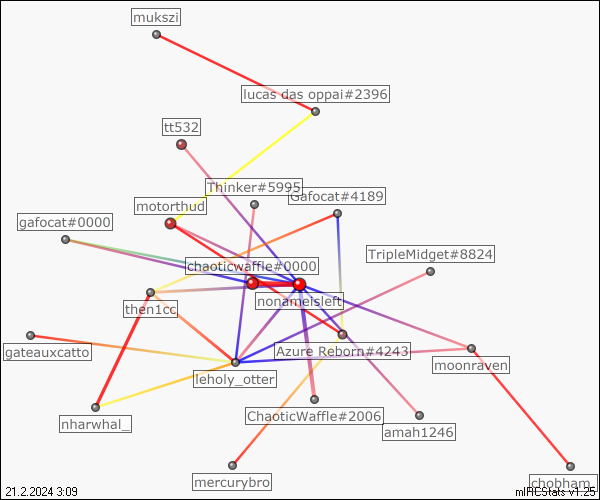 mukszi
lucas das oppai#2396
tt532
Thinker#5995
Gafocat#4189
motorthud
gafocat#0000
TripleMidget#8824
Chaoticwaffle#0000
nonameisleft
then1cc
Azure Reborn#4243
gateauxcatto
moonraven
leholy_otter
ChaoticWaffle#2006
nharwhal_
amah1246
mercurybro
chobham_
21.2.2024 3:09
mIRCStats v1.25